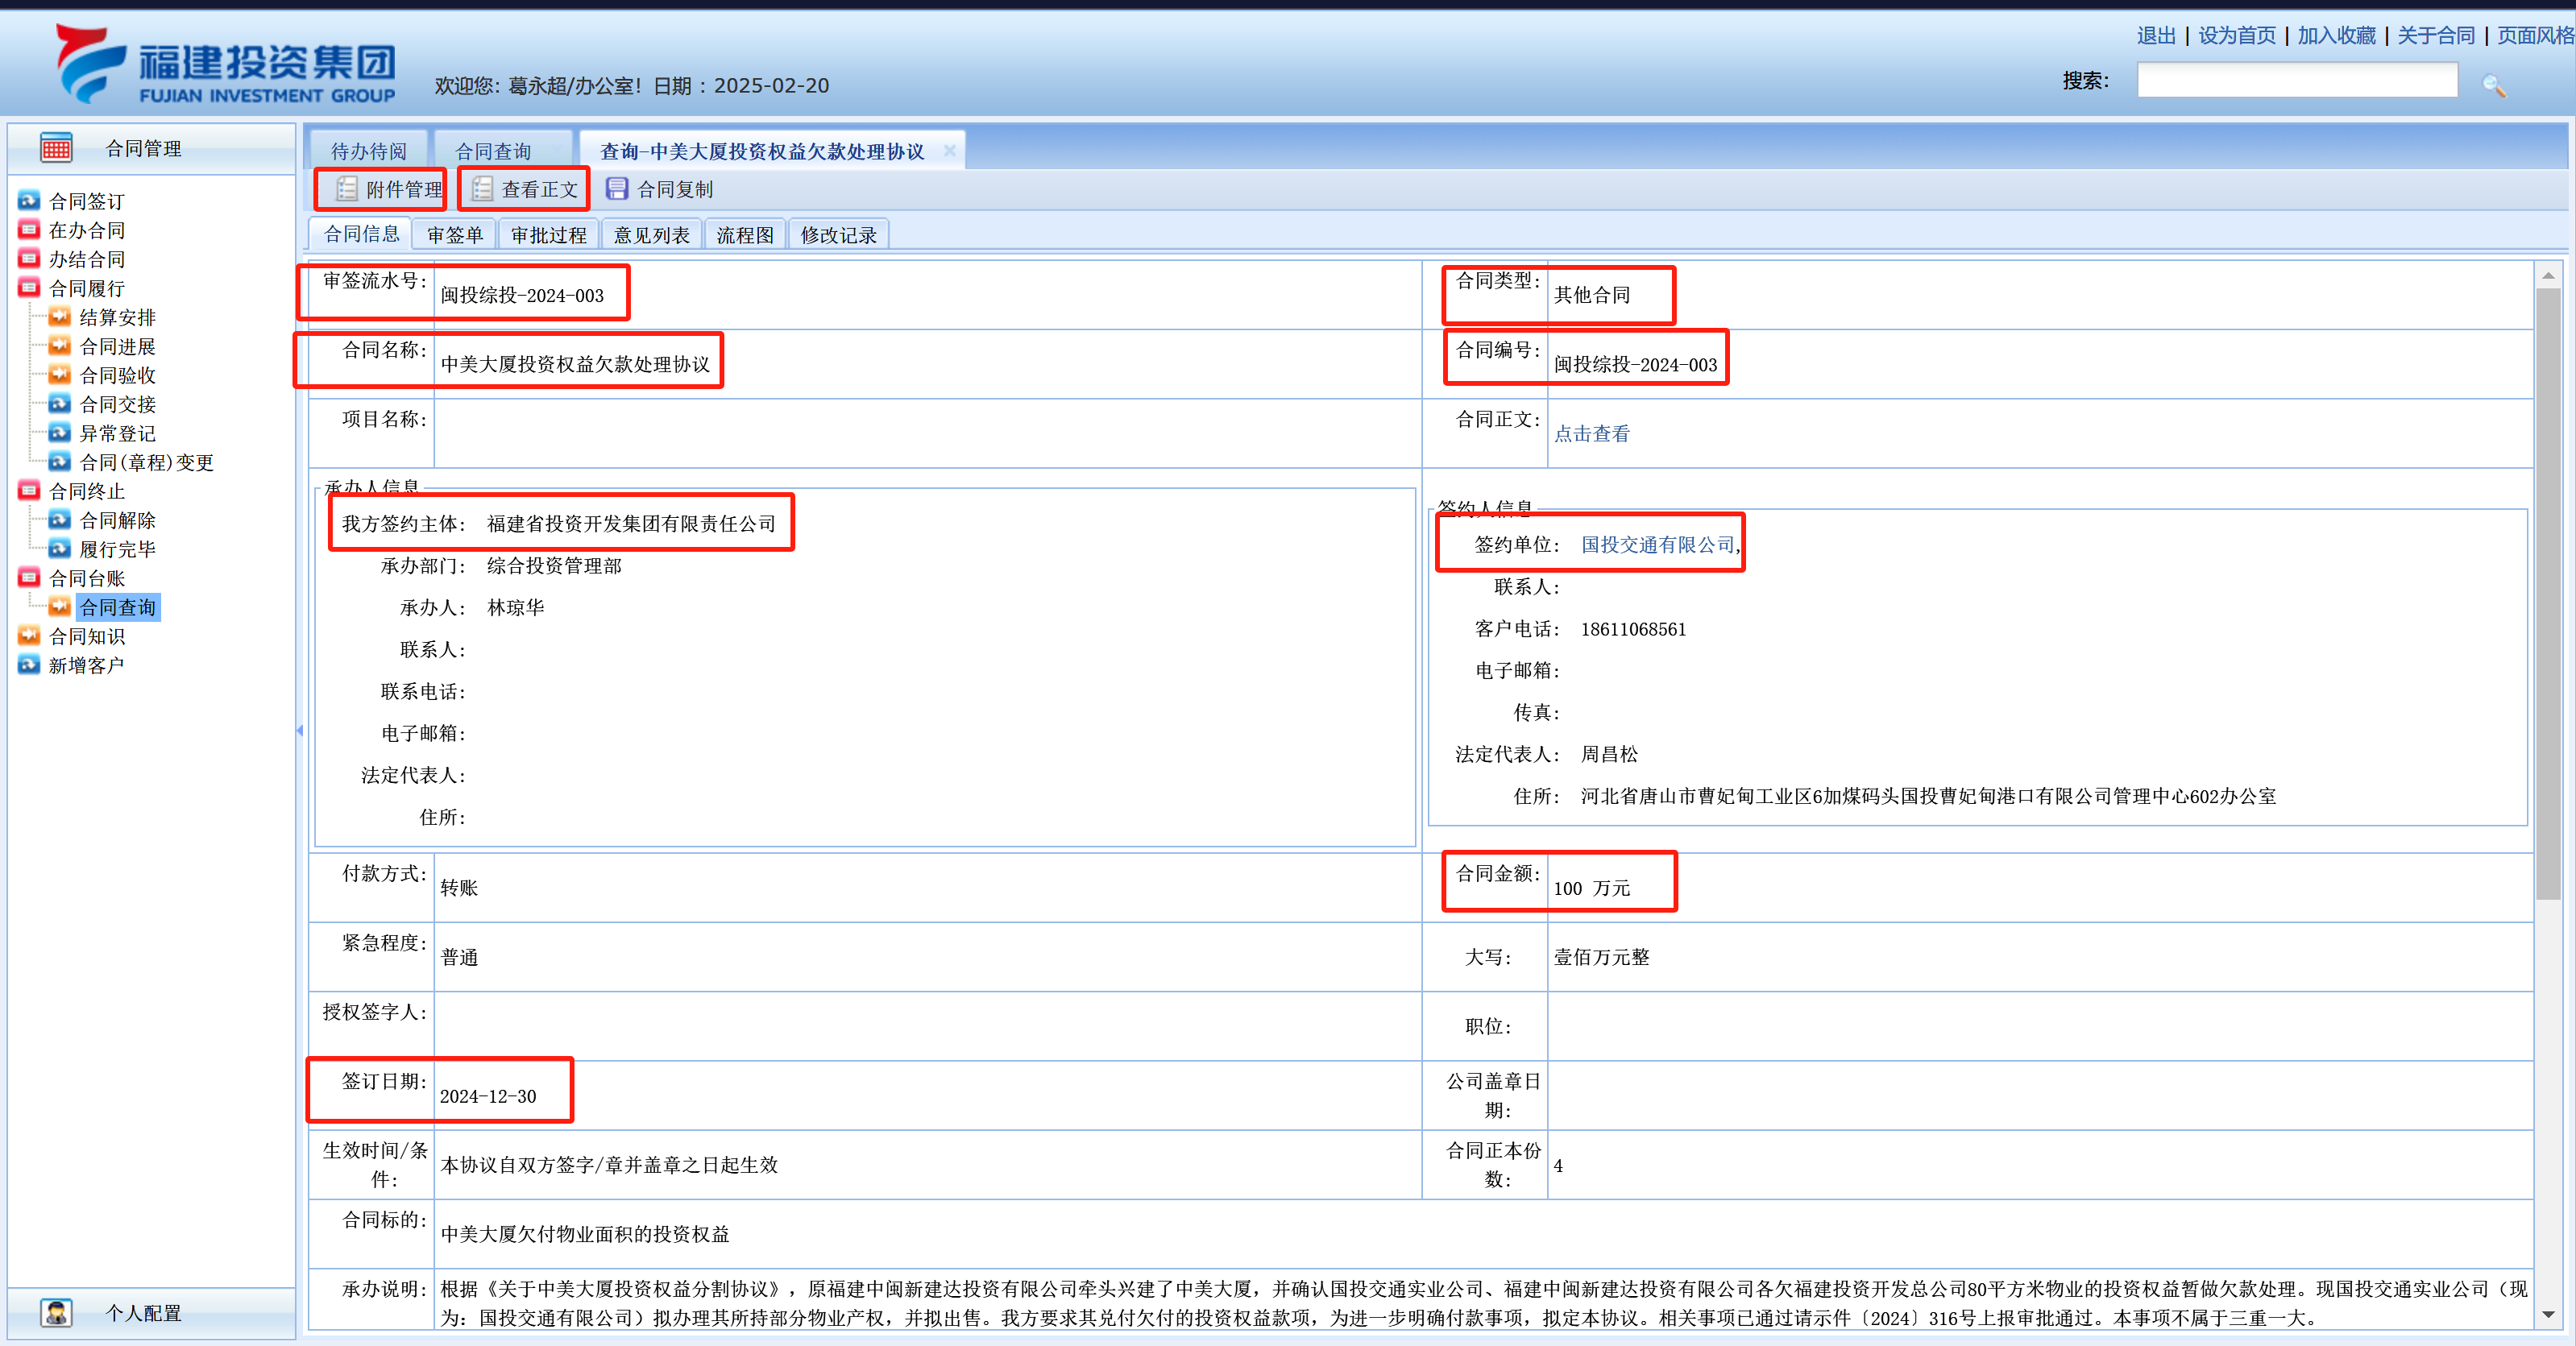 福建投资集团
FUJIAN INVESTMENT GROUP
欢迎您：葛永超/办公室！日期：2025-02-20
退出 | 设为首页 | 加入收藏 | 关于合同 | 页面风格
搜索：
合同管理
合同签订
在办合同
办结合同
合同履行
结算安排
合同进展
合同验收
合同交接
异常登记
合同(章程)变更
合同终止
合同解除
履行完毕
合同台账
合同查询
合同知识
新增客户
个人配置
待办待阅 合同查询 查询-中美大厦投资权益欠款处理协议
附件管理 查看正文 合同复制
合同信息 审签单 审批过程 意见列表 流程图 修改记录
审签流水号： 闽投综投-2024-003 合同类型： 其他合同
合同名称： 中美大厦投资权益欠款处理协议 合同编号： 闽投综投-2024-003
项目名称： 合同正文： 点击查看
承办人信息
我方签约主体： 福建省投资开发集团有限责任公司
承办部门： 综合投资管理部
承办人： 林琼华
联系人：
联系电话：
电子邮箱：
法定代表人：
住所：
签约人信息
签约单位： 国投交通有限公司,
联系人：
客户电话： 18611068561
电子邮箱：
传真：
法定代表人： 周昌松
住所： 河北省唐山市曹妃甸工业区6加煤码头国投曹妃甸港口有限公司管理中心602办公室
付款方式： 转账 合同金额： 100 万元
紧急程度： 普通 大写： 壹佰万元整
授权签字人： 职位：
签订日期： 2024-12-30 公司盖章日期：
生效时间/条件： 本协议自双方签字/章并盖章之日起生效 合同正本份数： 4
合同标的： 中美大厦欠付物业面积的投资权益
承办说明： 根据《关于中美大厦投资权益分割协议》，原福建中闽新建达投资有限公司牵头兴建了中美大厦，并确认国投交通实业公司、福建中闽新建达投资有限公司各欠福建投资开发总公司80平方米物业的投资权益暂做欠款处理。现国投交通实业公司（现
为：国投交通有限公司）拟办理其所持部分物业产权，并拟出售。我方要求其兑付欠付的投资权益款项，为进一步明确付款事项，拟定本协议。相关事项已通过请示件〔2024〕316号上报审批通过。本事项不属于三重一大。